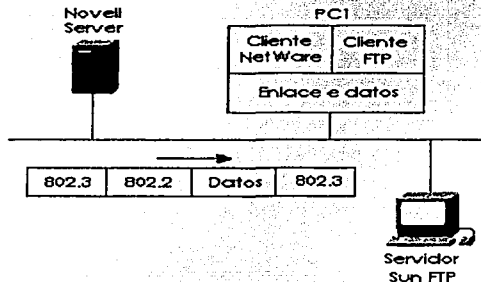 Novell
Server
PC1
Cliente
NetWare
Cliente
FTP
Enlace e datos
802.3
802.2
Datos
802.3
Servidor
Sun FTP